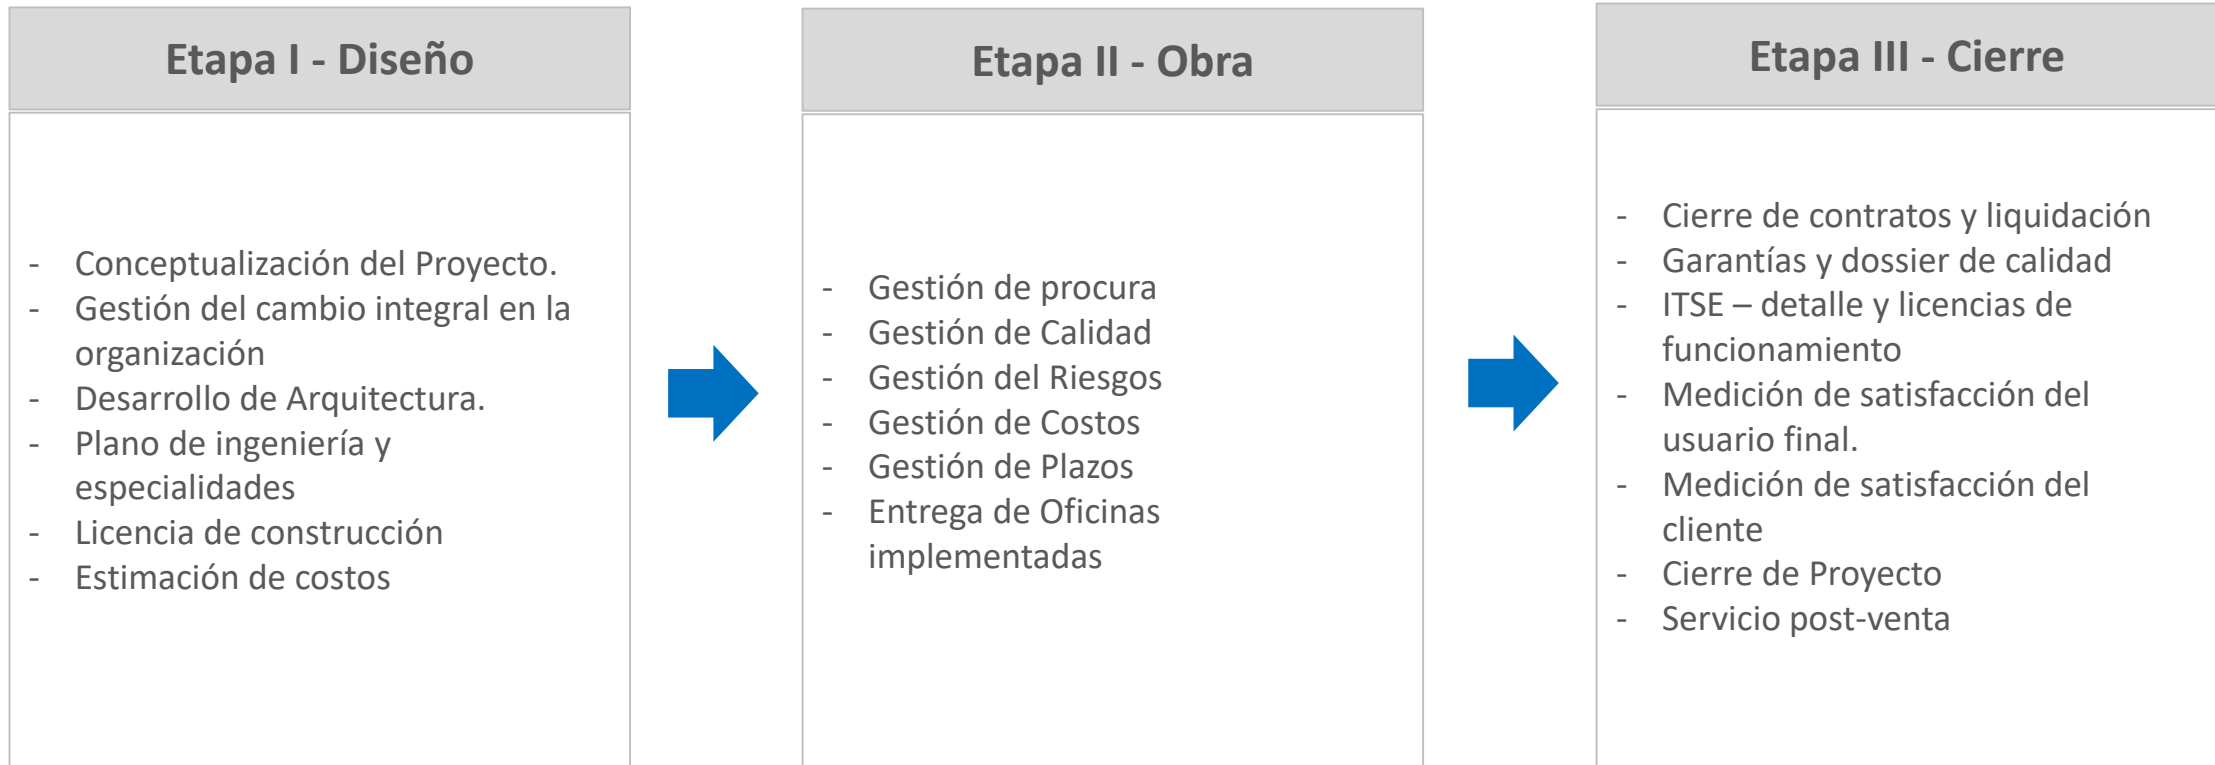 Etapa I - Diseño
- Conceptualización del Proyecto.
- Gestión del cambio integral en la
organización
- Desarrollo de Arquitectura.
- Plano de ingeniería y
especialidades
- Licencia de construcción
- Estimación de costos
Etapa II - Obra
- Gestión de procura
- Gestión de Calidad
- Gestión del Riesgos
- Gestión de Costos
- Gestión de Plazos
- Entrega de Oficinas
implementadas
Etapa III - Cierre
- Cierre de contratos y liquidación
- Garantías y dossier de calidad
- ITSE – detalle y licencias de
funcionamiento
- Medición de satisfacción del
usuario final.
- Medición de satisfacción del
cliente
- Cierre de Proyecto
- Servicio post-venta